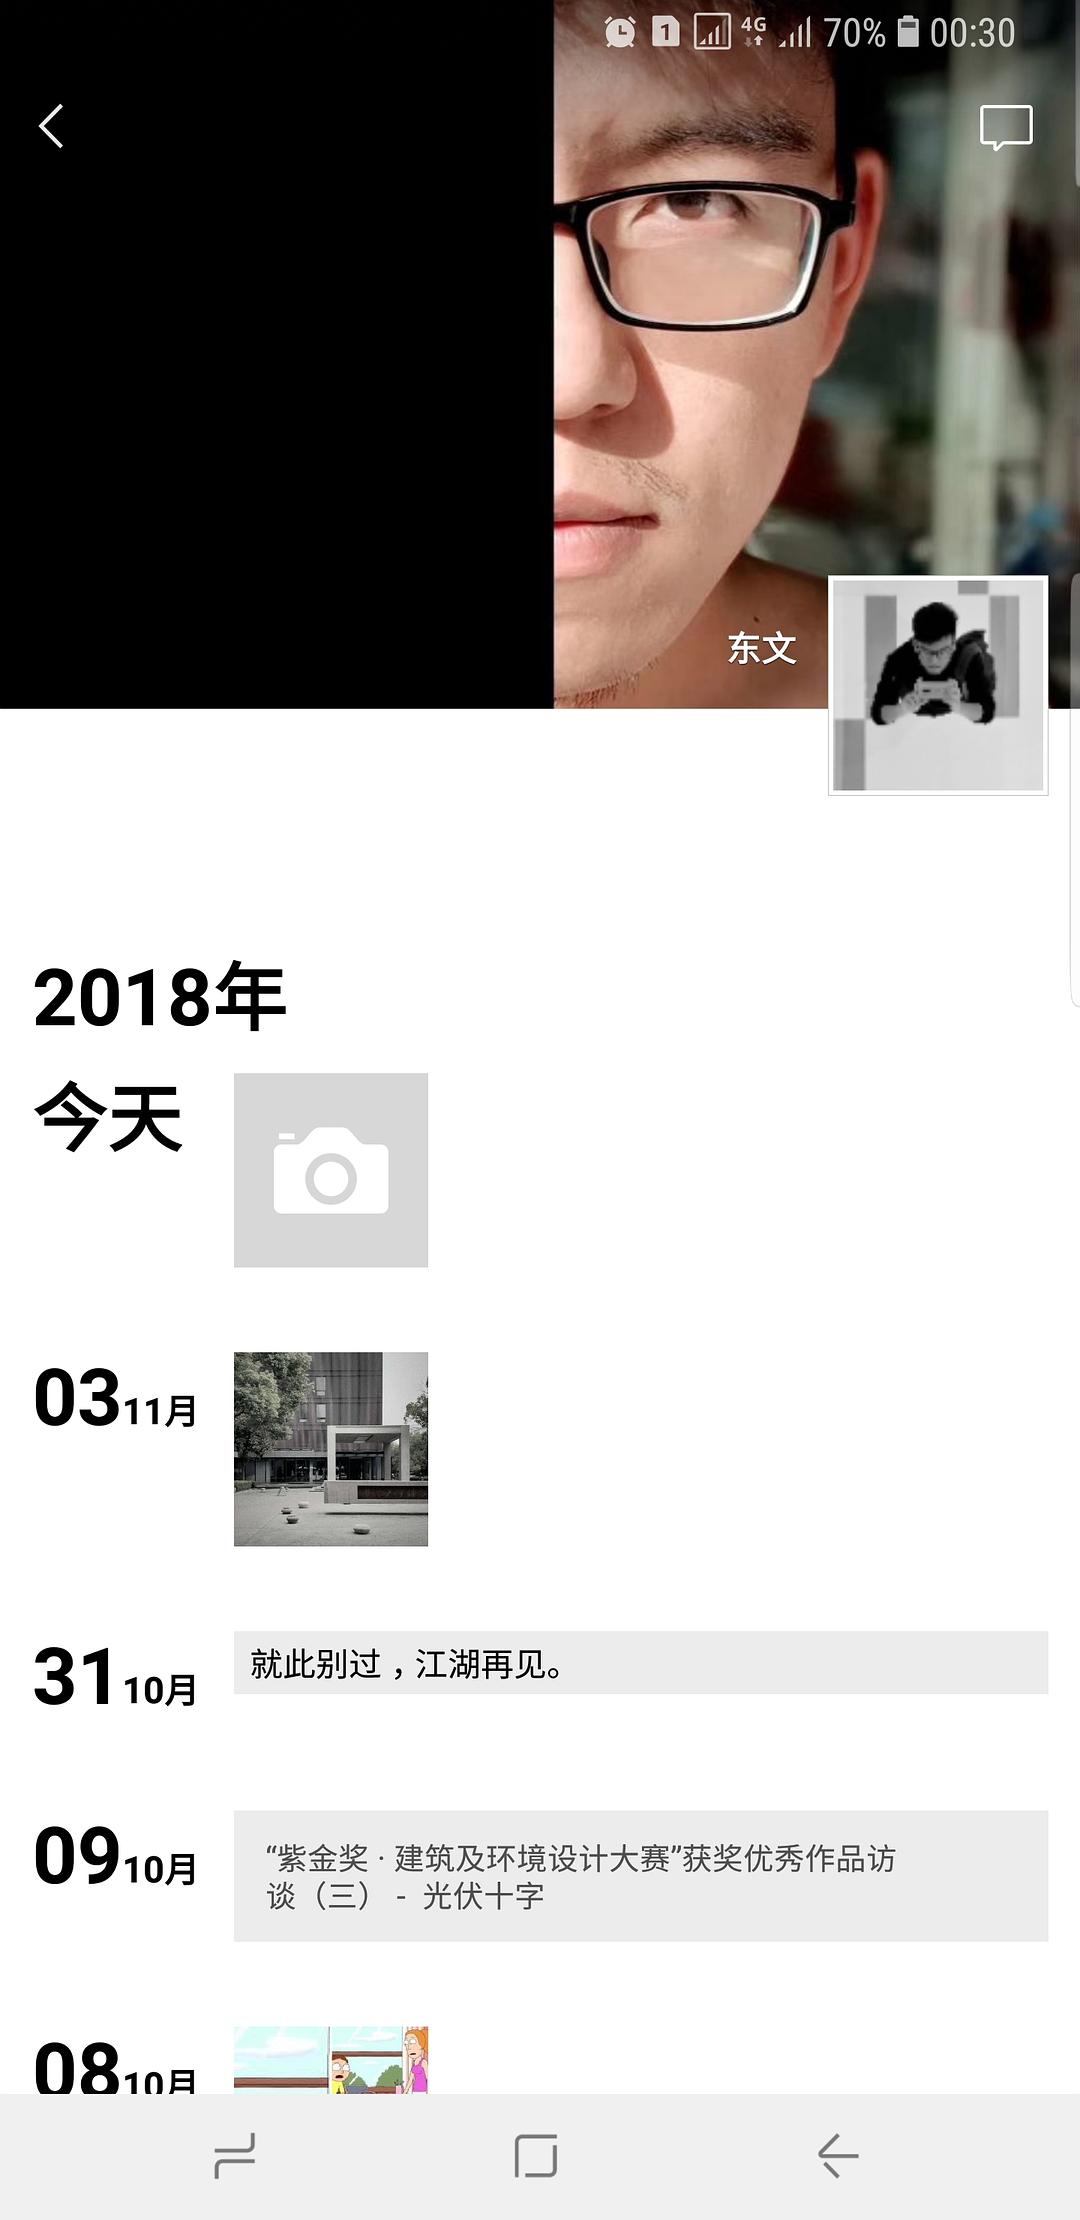 1 4G 70% 00:30
东文
2018年
今天
03 11月
31 10月 就此别过，江湖再见。
09 10月 “紫金奖 · 建筑及环境设计大赛”获奖优秀作品访
谈（三） - 光伏十字
08 10月